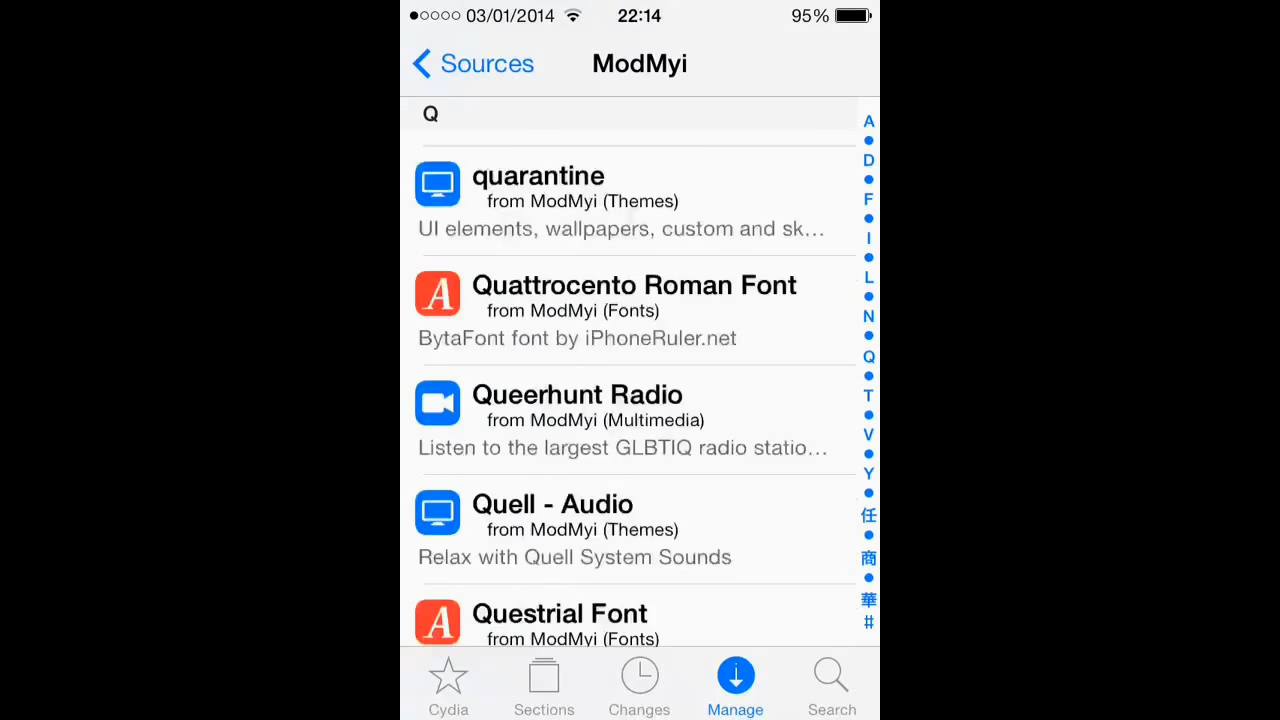 03/01/2014 22:14 95%
Sources ModMyi
Q
quarantine
from ModMyi (Themes)
UI elements, wallpapers, custom and sk…
Quattrocento Roman Font
from ModMyi (Fonts)
BytaFont font by iPhoneRuler.net
Queerhunt Radio
from ModMyi (Multimedia)
Listen to the largest GLBTIQ radio statio…
Quell - Audio
from ModMyi (Themes)
Relax with Quell System Sounds
Questrial Font
from ModMyi (Fonts)
A
D
F
I
L
N
Q
T
V
Y
任
商
華
#
Cydia Sections Changes Manage Search